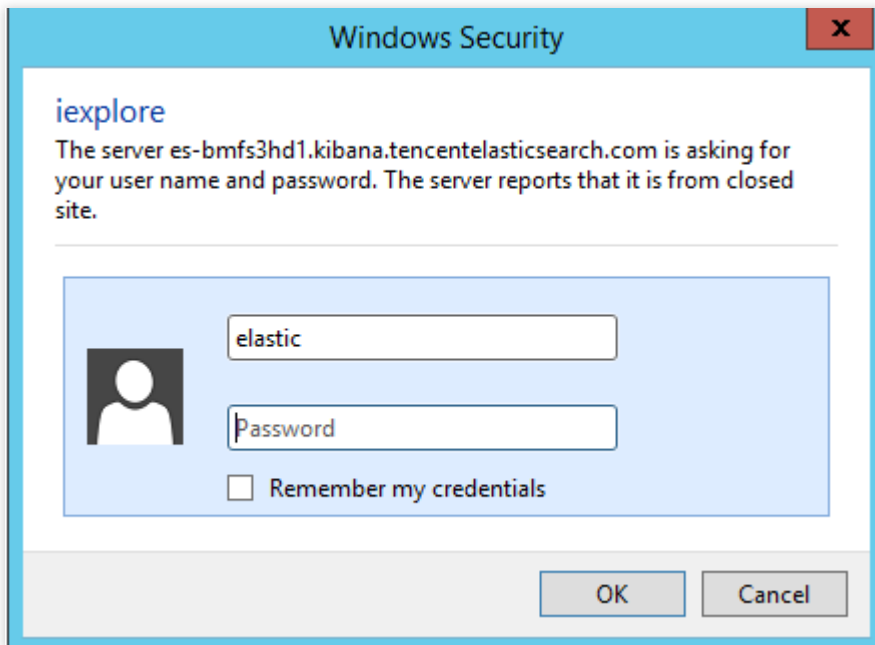 Windows Security
x
iexplore
The server es-bmfs3hd1.kibana.tencentelasticsearch.com is asking for
your user name and password. The server reports that it is from closed
site.
elastic
Password
Remember my credentials
OK
Cancel